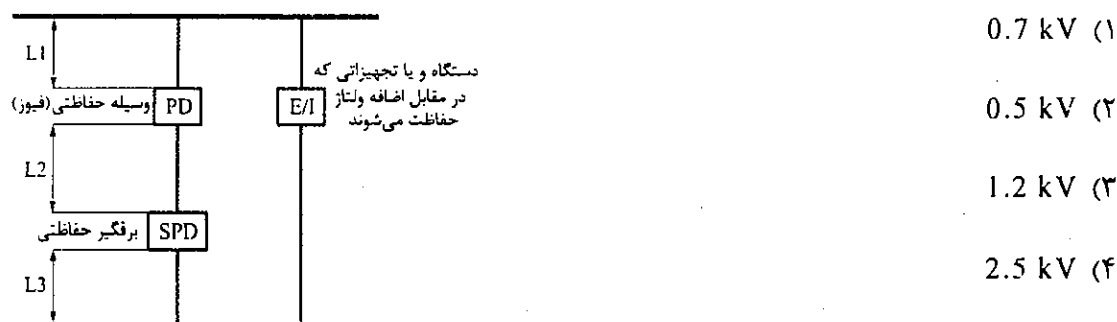 0.7 kV (۱
0.5 kV (۲
1.2 kV (۳
2.5 kV (۴
L1
وسیله حفاظتی(فیوز)
PD
E/I
دستگاه و یا تجهیزاتی که
در مقابل اضافه ولتاژ
حفاظت می‌شوند
L2
برقگیر حفاظتی
SPD
L3